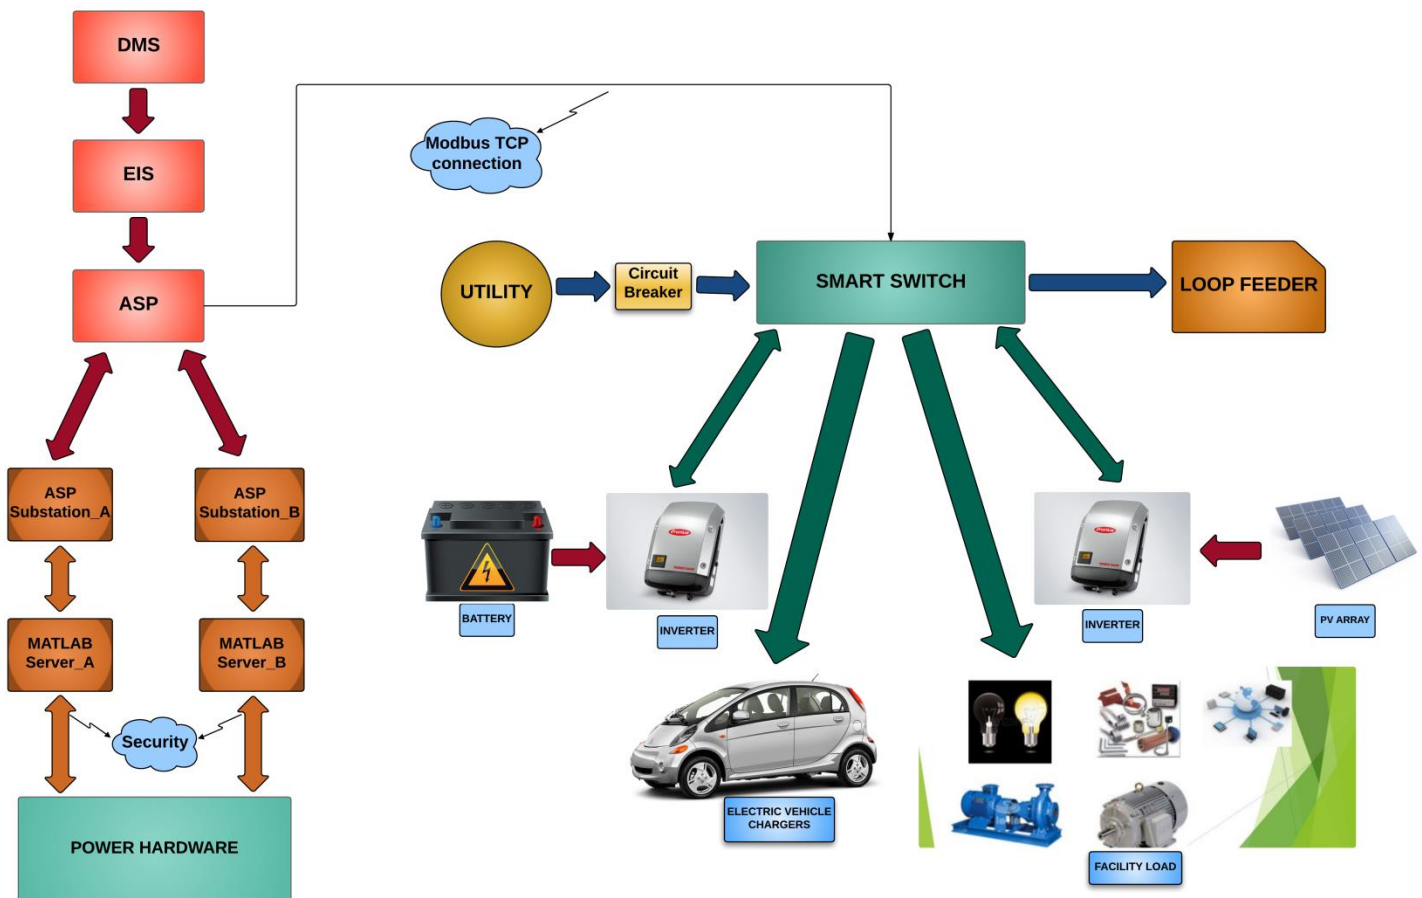 DMS
EIS
ASP
Modbus TCP
connection
UTILITY
Circuit
Breaker
SMART SWITCH
LOOP FEEDER
ASP
Substation_A
ASP
Substation_B
MATLAB
Server_A
MATLAB
Server_B
Security
POWER HARDWARE
BATTERY
INVERTER
INVERTER
PV ARRAY
ELECTRIC VEHICLE
CHARGERS
FACILITY LOAD